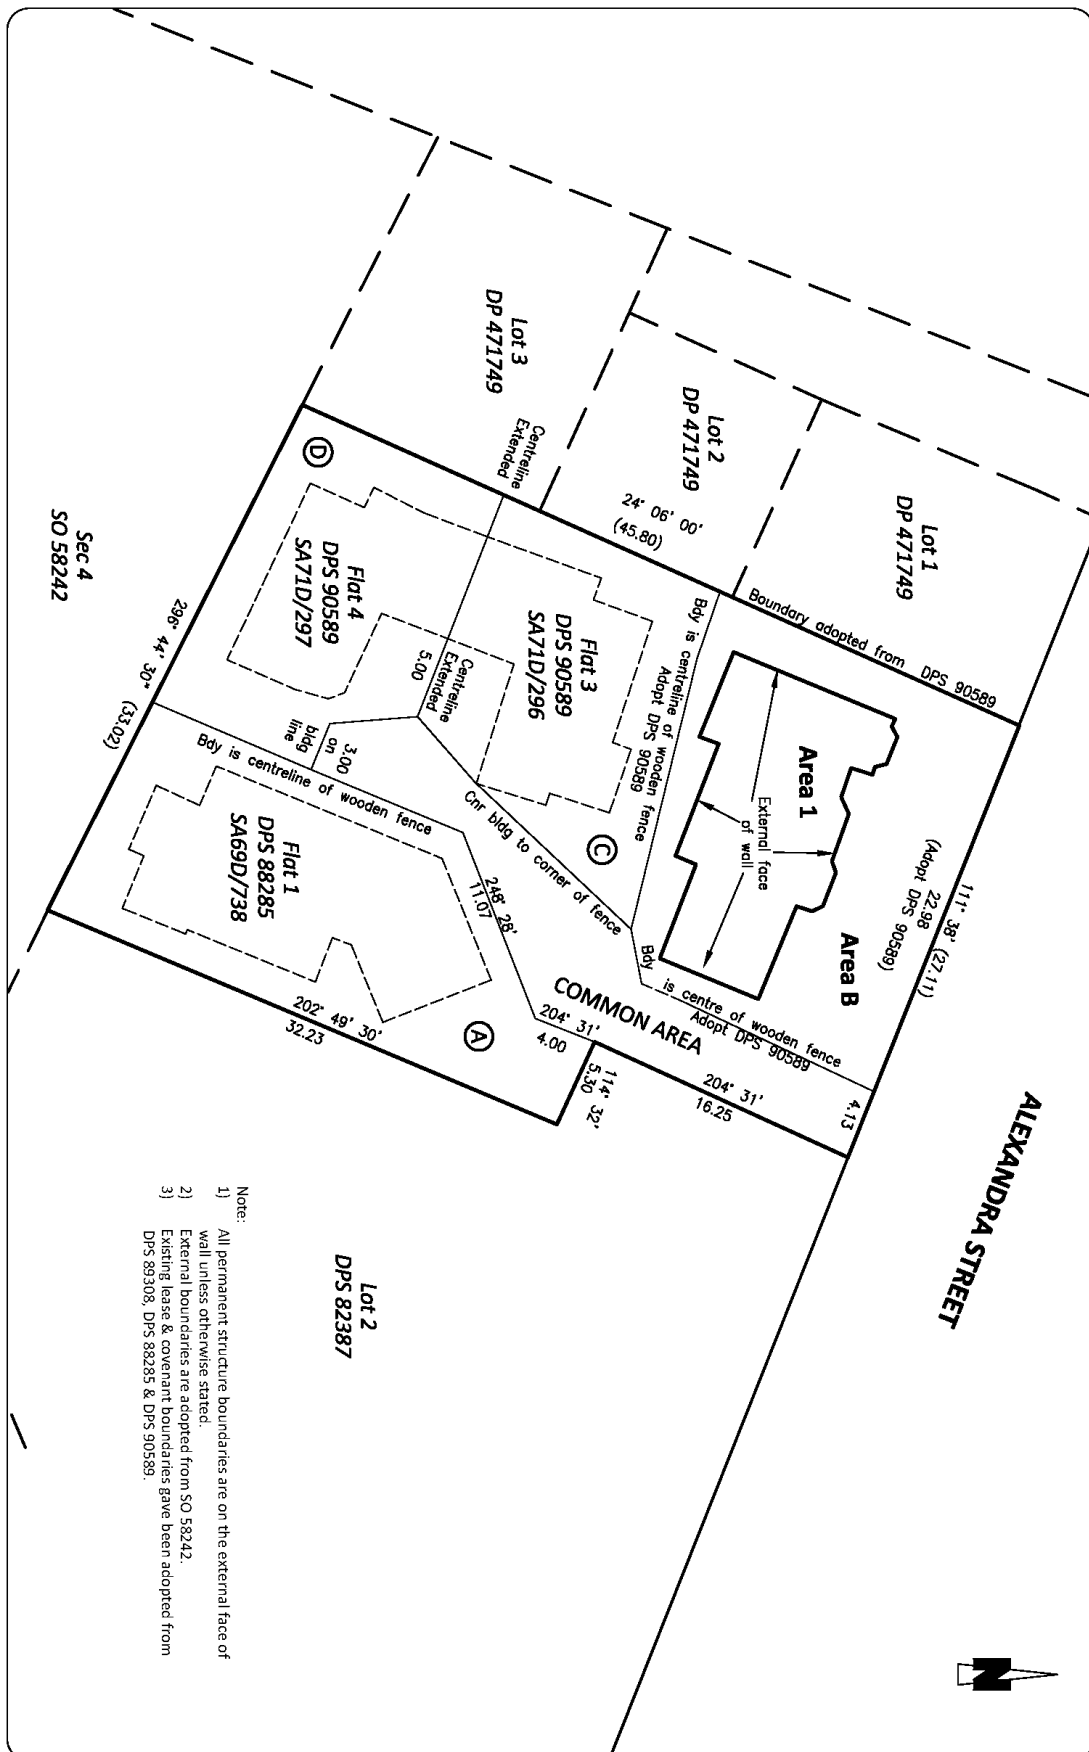 ALEXANDRA STREET
N
Lot 1
DP 471749
Lot 2
DP 471749
Lot 3
DP 471749
24° 06' 00"
(45.80)
Boundary adopted from DPS 90589
111° 38' (27.11)
22.98
(Adopt DPS 90589)
4.13
Area 1
External face
of wall
Area B
Bdy is centreline of wooden fence
Adopt DPS 90589
Bdy is centre of wooden fence
Adopt DPS 90589
COMMON AREA
204° 31'
16.25
114° 32'
5.30
204° 31'
4.00
Centreline
Extended
Flat 3
DPS 90589
SA71D/296
C
Cnr bldg to corner of fence
Centreline
Extended
5.00
3.00
on
bldg
line
Flat 4
DPS 90589
SA71D/297
D
Bdy is centreline of wooden fence
248° 28'
11.07
Flat 1
DPS 88285
SA69D/738
A
202° 49' 30"
32.23
296° 44' 30" (33.02)
Sec 4
SO 58242
Lot 2
DPS 82387
Note:
1) All permanent structure boundaries are on the external face of
wall unless otherwise stated.
2) External boundaries are adopted from SO 58242.
3) Existing lease & covenant boundaries gave been adopted from
DPS 89308, DPS 88285 & DPS 90589.